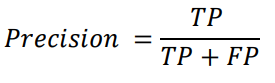 Precision = TP / TP + FP